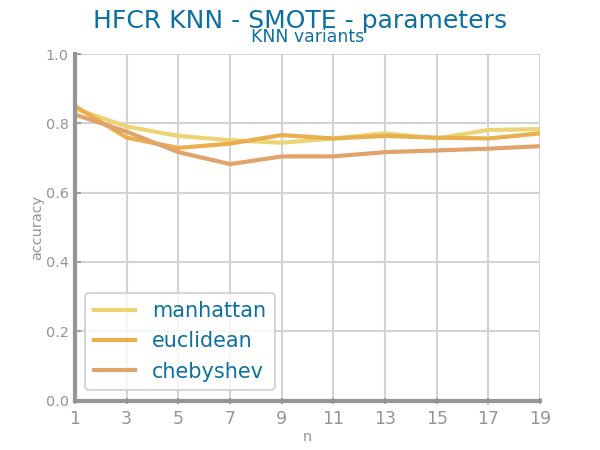 HFCR KNN - SMOTE - parameters
KNN variants
1.0
0.8
0.6
0.4
0.2
0.0
accuracy
manhattan
euclidean
chebyshev
1 3 5 7 9 11 13 15 17 19
n